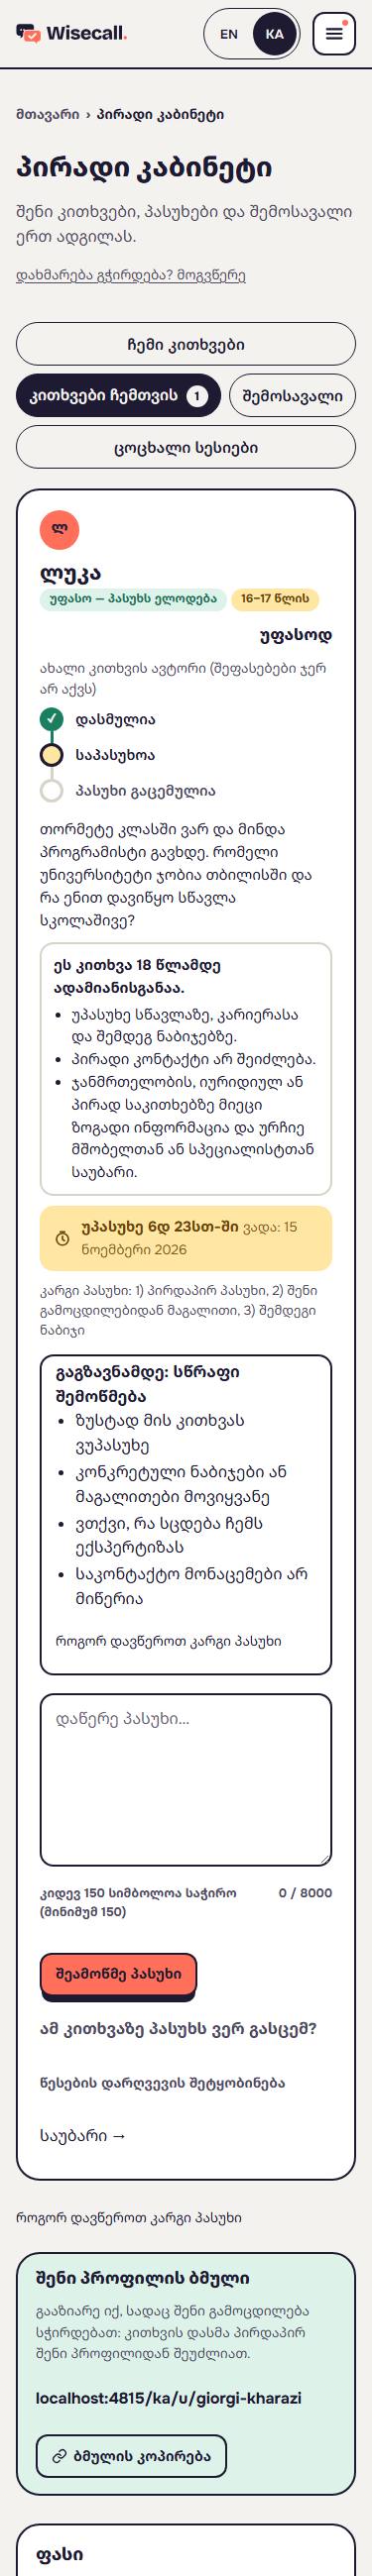 Wisecall.
EN
KA
მთავარი › პირადი კაბინეტი
პირადი კაბინეტი
შენი კითხვები, პასუხები და შემოსავალი
ერთ ადგილას.
დახმარება გჭირდება? მოგვწერე
ჩემი კითხვები
კითხვები ჩემთვის 1
შემოსავალი
ცოცხალი სესიები
ლ
ლუკა
უფასო — პასუხს ელოდება
16–17 წლის
უფასოდ
ახალი კითხვის ავტორი (შეფასებები ჯერ
არ აქვს)
დასმულია
საპასუხოა
პასუხი გაცემულია
თორმეტე კლასში ვარ და მინდა
პროგრამისტი გავხდე. რომელი
უნივერსიტეტი ჯობია თბილისში და
რა ენით დავიწყო სწავლა
სკოლაშივე?
ეს კითხვა 18 წლამდე
ადამიანისგანაა.
• უპასუხე სწავლაზე, კარიერასა
და შემდეგ ნაბიჯებზე.
• პირადი კონტაქტი არ შეიძლება.
• ჯანმრთელობის, იურიდიულ ან
პირად საკითხებზე მიეცი
ზოგადი ინფორმაცია და ურჩიე
მშობელთან ან სპეციალისტთან
საუბარი.
უპასუხე 6დ 23სთ-ში ვადა: 15
ნოემბერი 2026
კარგი პასუხი: 1) პირდაპირ პასუხი, 2) შენი
გამოცდილებიდან მაგალითი, 3) შემდეგი
ნაბიჯი
გაგზავნამდე: სწრაფი
შემოწმება
• ზუსტად მის კითხვას
ვუპასუხე
• კონკრეტული ნაბიჯები ან
მაგალითები მოვიყვანე
• ვთქვი, რა სცდება ჩემს
ექსპერტიზას
• საკონტაქტო მონაცემები არ
მიწერია
როგორ დავწეროთ კარგი პასუხი
დაწერე პასუხი...
კიდევ 150 სიმბოლოა საჭირო
(მინიმუმ 150)
0 / 8000
შეამოწმე პასუხი
ამ კითხვაზე პასუხს ვერ გასცემ?
წესების დარღვევის შეტყობინება
საუბარი →
როგორ დავწეროთ კარგი პასუხი
შენი პროფილის ბმული
გააზიარე იქ, სადაც შენი გამოცდილება
სჭირდებათ: კითხვის დასმა პირდაპირ
შენი პროფილიდან შეუძლიათ.
localhost:4815/ka/u/giorgi-kharazi
ბმულის კოპირება
ფასი